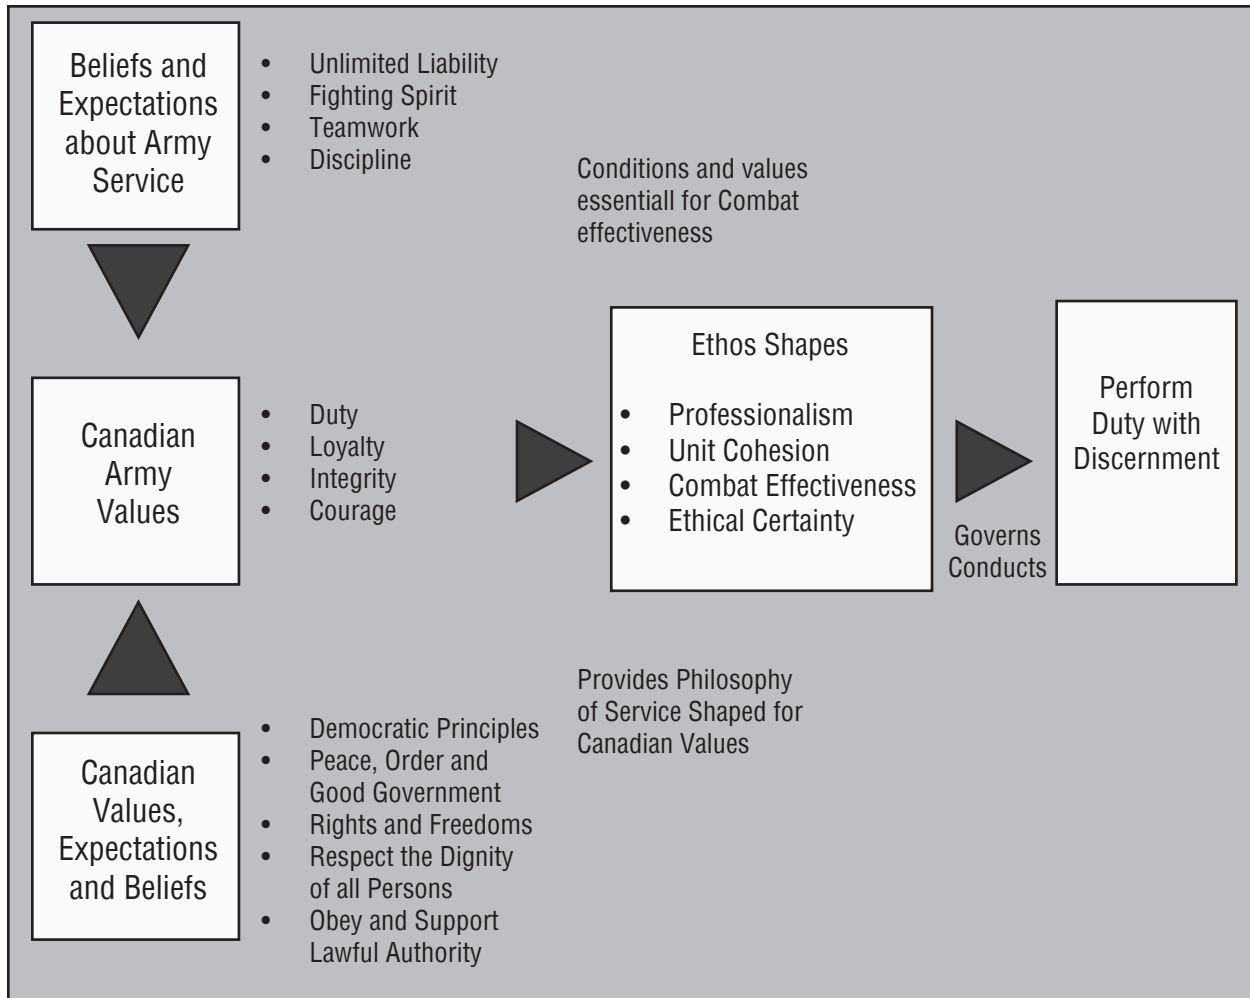 Beliefs and
Expectations
about Army
Service
• Unlimited Liability
• Fighting Spirit
• Teamwork
• Discipline
Conditions and values
essentiall for Combat
effectiveness
Canadian
Army
Values
• Duty
• Loyalty
• Integrity
• Courage
Ethos Shapes
• Professionalism
• Unit Cohesion
• Combat Effectiveness
• Ethical Certainty
Governs
Conducts
Perform
Duty with
Discernment
Canadian
Values,
Expectations
and Beliefs
• Democratic Principles
• Peace, Order and
Good Government
• Rights and Freedoms
• Respect the Dignity
of all Persons
• Obey and Support
Lawful Authority
Provides Philosophy
of Service Shaped for
Canadian Values